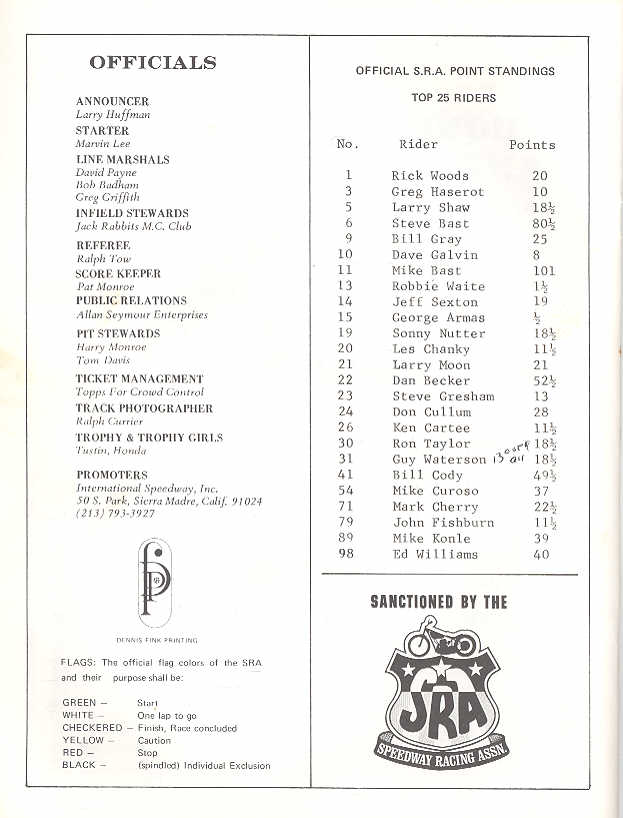 OFFICIALS
ANNOUNCER
Larry Huffman
STARTER
Marvin Lee
LINE MARSHALS
David Payne
Bob Badham
Greg Griffith
INFIELD STEWARDS
Jack Rabbits M.C. Club
REFEREE
Ralph Tow
SCORE KEEPER
Pat Monroe
PUBLIC RELATIONS
Allan Seymour Enterprises
PIT STEWARDS
Harry Monroe
Tom Davis
TICKET MANAGEMENT
Topps For Crowd Control
TRACK PHOTOGRAPHER
Ralph Currier
TROPHY & TROPHY GIRLS
Tustin, Honda
PROMOTERS
International Speedway, Inc.
50 S. Park, Sierra Madre, Calif. 91024
(213) 793-3927
DENNIS FINK PRINTING
FLAGS: The official flag colors of the SRA
and their purpose shall be:
GREEN — Start
WHITE — One lap to go
CHECKERED — Finish, Race concluded
YELLOW — Caution
RED — Stop
BLACK — (spindled) Individual Exclusion
OFFICIAL S.R.A. POINT STANDINGS
TOP 25 RIDERS
No. Rider Points
1 Rick Woods 20
3 Greg Haserot 10
5 Larry Shaw 18½
6 Steve Bast 80½
9 Bill Gray 25
10 Dave Galvin 8
11 Mike Bast 101
13 Robbie Waite 1½
14 Jeff Sexton 19
15 George Armas ½
19 Sonny Nutter 18½
20 Les Chanky 11½
21 Larry Moon 21
22 Dan Becker 52½
23 Steve Gresham 13
24 Don Cullum 28
26 Ken Cartee 11½
30 Ron Taylor 18½
31 Guy Waterson 18½
41 Bill Cody 49½
54 Mike Curoso 37
71 Mark Cherry 22½
79 John Fishburn 11½
89 Mike Konle 39
98 Ed Williams 40
SANCTIONED BY THE
SRA
SPEEDWAY RACING ASSN.